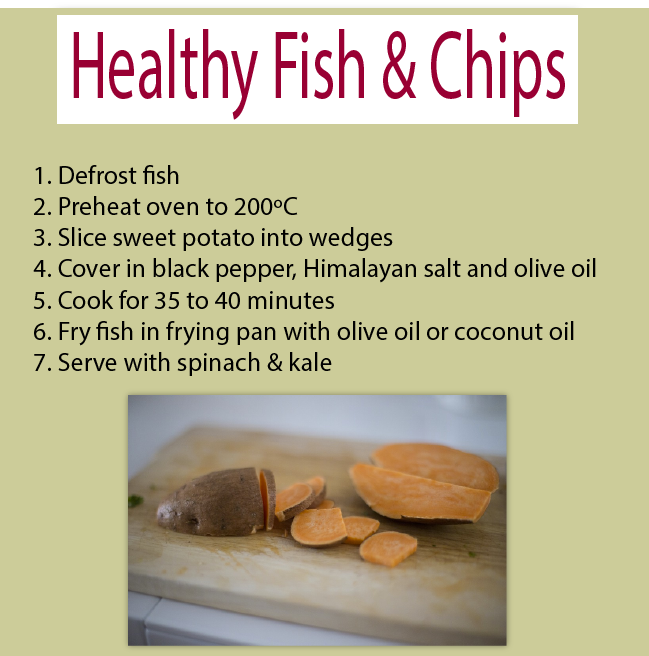 Healthy Fish & Chips
1. Defrost fish
2. Preheat oven to 200ºC
3. Slice sweet potato into wedges
4. Cover in black pepper, Himalayan salt and olive oil
5. Cook for 35 to 40 minutes
6. Fry fish in frying pan with olive oil or coconut oil
7. Serve with spinach & kale